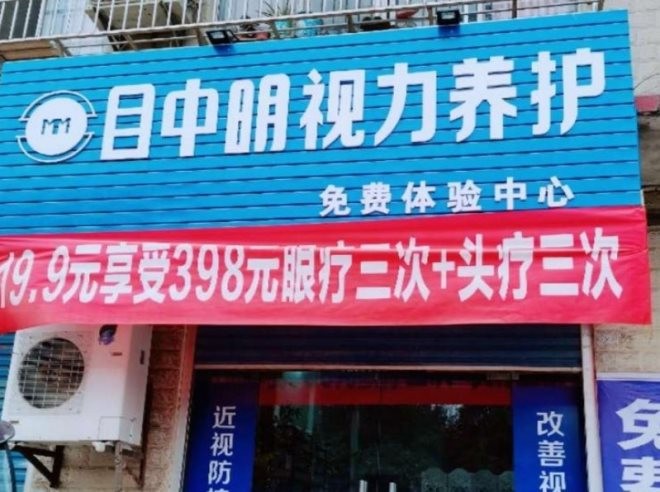 目中明视力养护
免费体验中心
19.9元享受398元眼疗三次+头疗三次
近视防
改善视
免